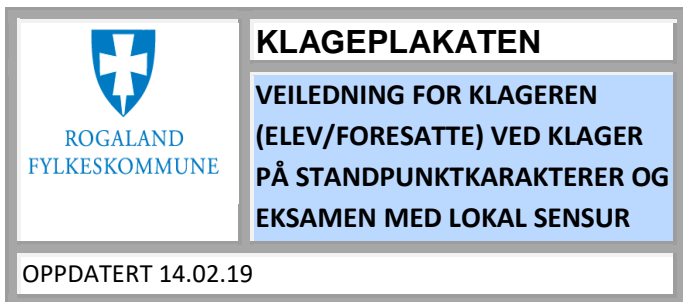 KLAGEPLAKATEN
VEILEDNING FOR KLAGEREN
(ELEV/FORESATTE) VED KLAGER
PÅ STANDPUNKTKARAKTERER OG
EKSAMEN MED LOKAL SENSUR
ROGALAND
FYLKESKOMMUNE
OPPDATERT 14.02.19